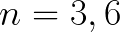 n = 3, 6